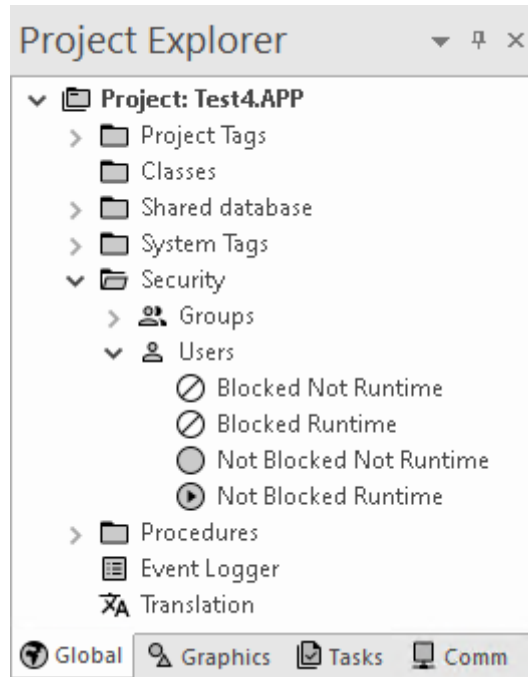 Project Explorer
Project: Test4.APP
Project Tags
Classes
Shared database
System Tags
Security
Groups
Users
Blocked Not Runtime
Blocked Runtime
Not Blocked Not Runtime
Not Blocked Runtime
Procedures
Event Logger
Translation
Global Graphics Tasks Comm